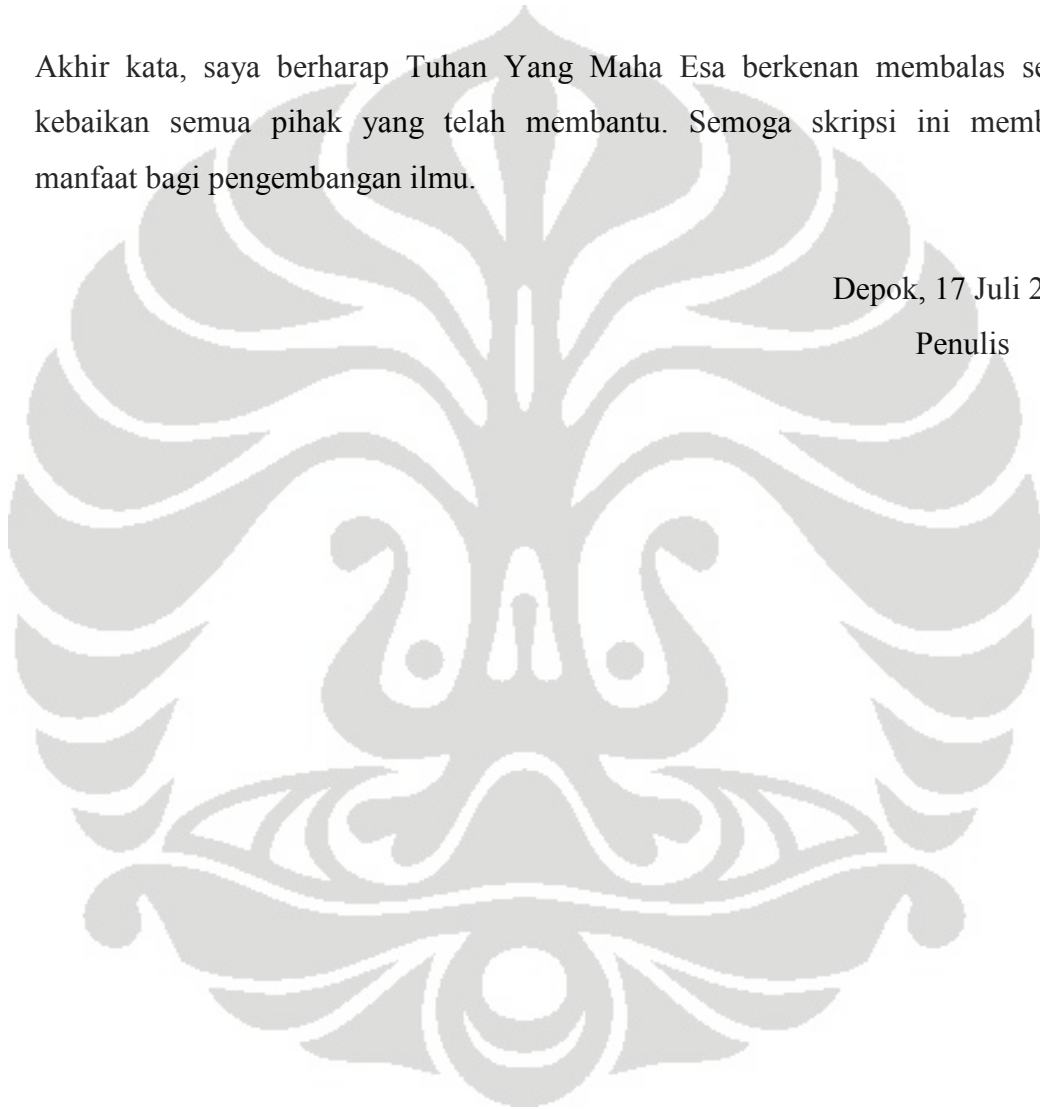 Akhir kata, saya berharap Tuhan Yang Maha Esa berkenan membalas
kebaikan semua pihak yang telah membantu. Semoga skripsi ini
manfaat bagi pengembangan ilmu.
Depok, 17 Juli
Penulis